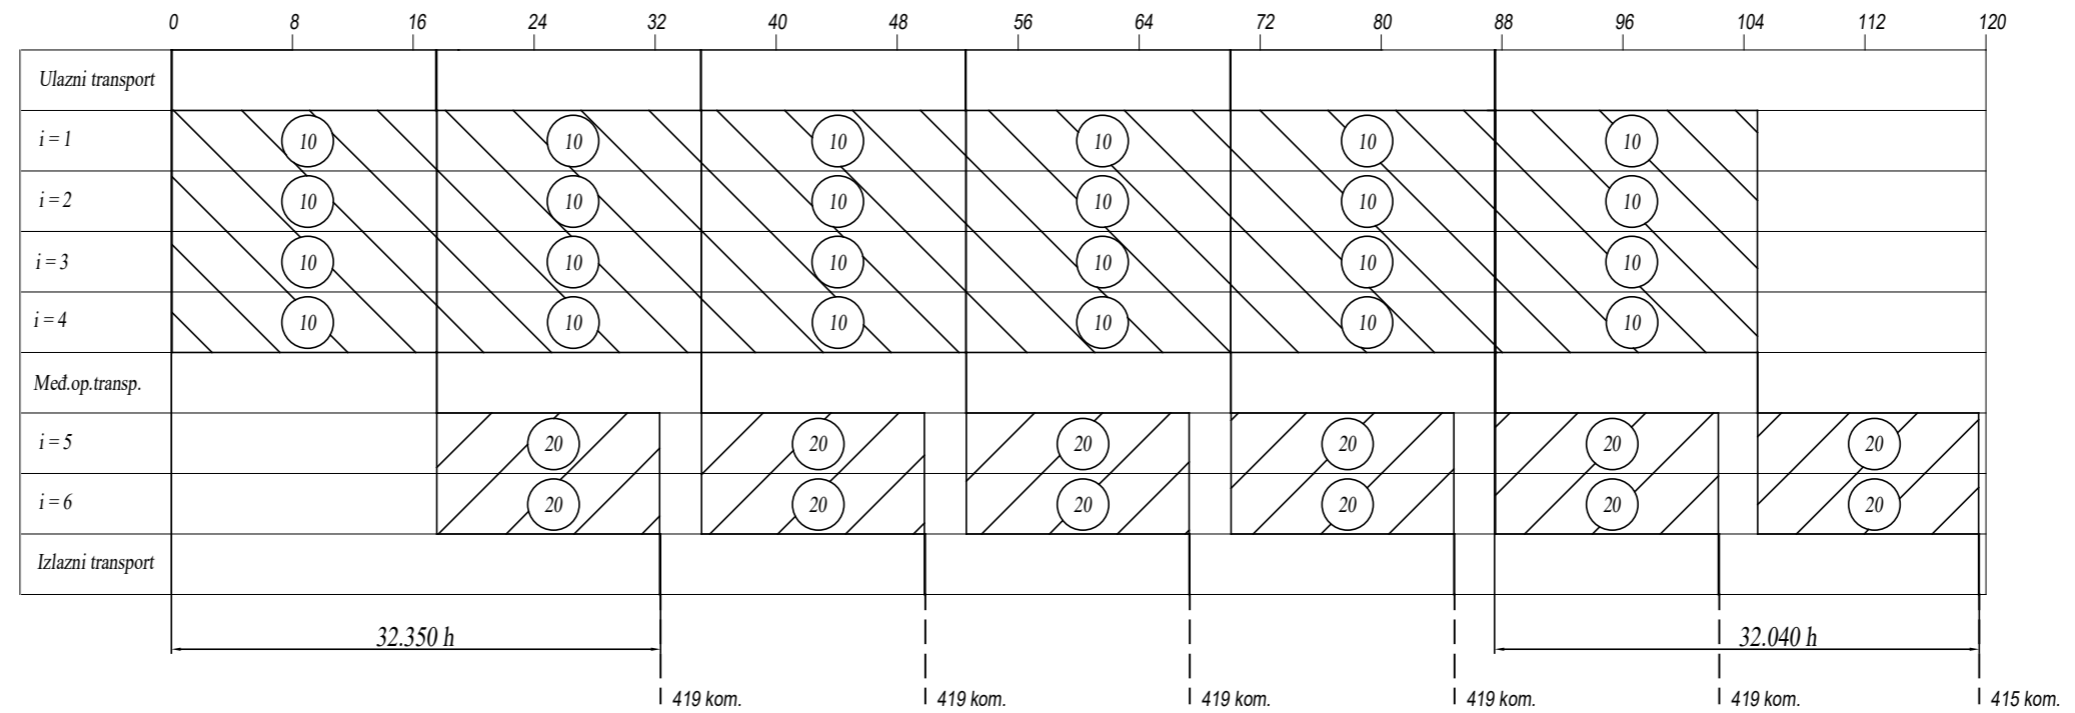 0 8 16 24 32 40 48 56 64 72 80 88 96 104 112 120
Ulazni transport
i = 1 10 10 10 10 10 10
i = 2 10 10 10 10 10 10
i = 3 10 10 10 10 10 10
i = 4 10 10 10 10 10 10
Međ.op.transp.
i = 5 20 20 20 20 20 20
i = 6 20 20 20 20 20 20
Izlazni transport
32.350 h 32.040 h
419 kom. 419 kom. 419 kom. 419 kom. 419 kom. 415 kom.